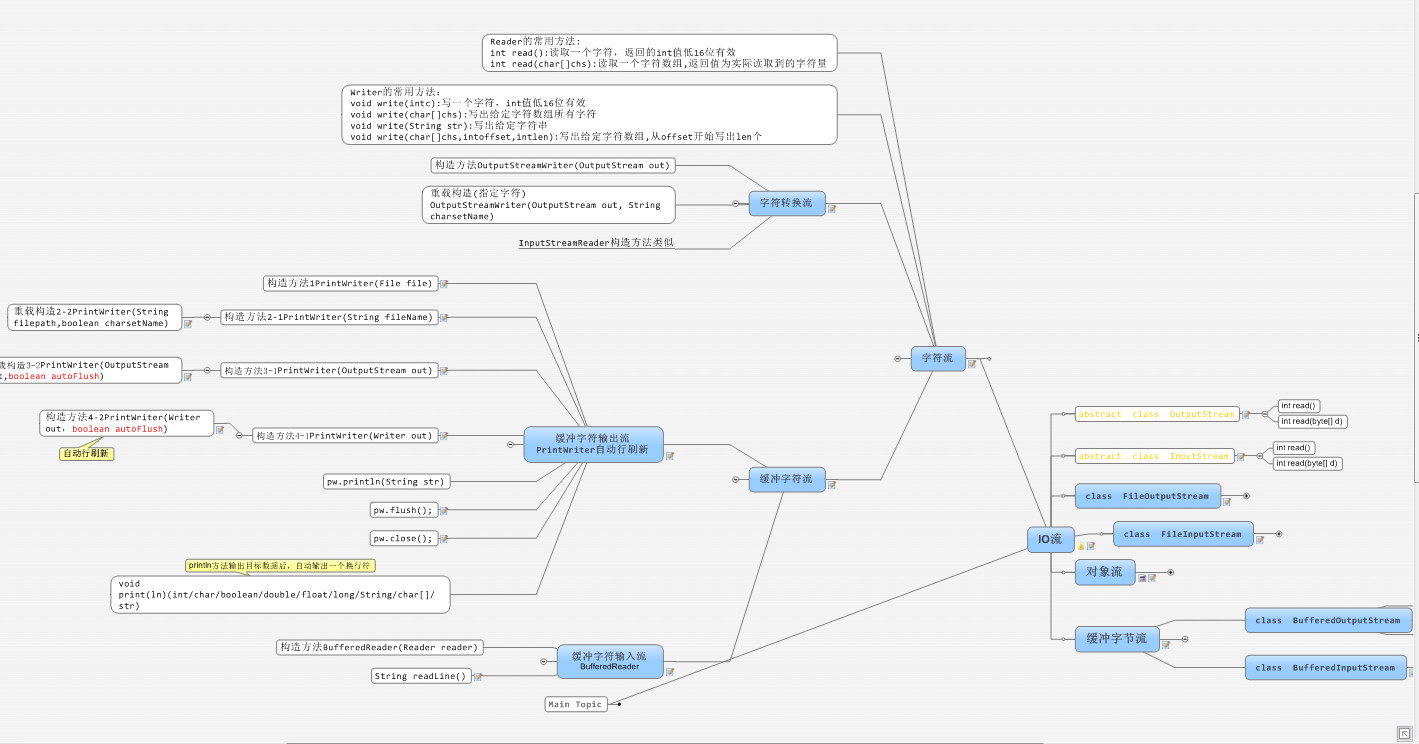 Reader的常用方法:
int read():读取一个字符，返回的int值低16位有效
int read(char[]chs):读取一个字符数组,返回值为实际读取到的字符量
Writer的常用方法:
void write(intc):写一个字符，int值低16位有效
void write(char[]chs):写出给定字符数组所有字符
void write(String str):写出给定字符串
void write(char[]chs,intoffset,intlen):写出给定字符数组,从offset开始写出len个
构造方法OutputStreamWriter(OutputStream out)
重载构造(指定字符)
OutputStreamWriter(OutputStream out, String
charsetName)
字符转换流
InputStreamReader构造方法类似
构造方法1PrintWriter(File file)
重载构造2-2PrintWriter(String
filepath,boolean charsetName)
构造方法2-1PrintWriter(String fileName)
载构造3-2PrintWriter(OutputStream
t,boolean autoFlush)
构造方法3-1PrintWriter(OutputStream out)
构造方法4-2PrintWriter(Writer
out, boolean autoFlush)
自动行刷新
构造方法4-1PrintWriter(Writer out)
缓冲字符输出流
PrintWriter自动行刷新
pw.println(String str)
pw.flush();
pw.close();
println方法输出目标数据后，自动输出一个换行符
void
print(ln)(int/char/boolean/double/float/long/String/char[]/
str)
构造方法BufferedReader(Reader reader)
String readLine()
缓冲字符输入流
BufferedReader
缓冲字符流
字符流
Main Topic
IO流
abstract class OutputStream
int read()
int read(byte[] d)
abstract class InputStream
int read()
int read(byte[] d)
class FileOutputStream
class FileInputStream
对象流
缓冲字节流
class BufferedOutputStream
class BufferedInputStream